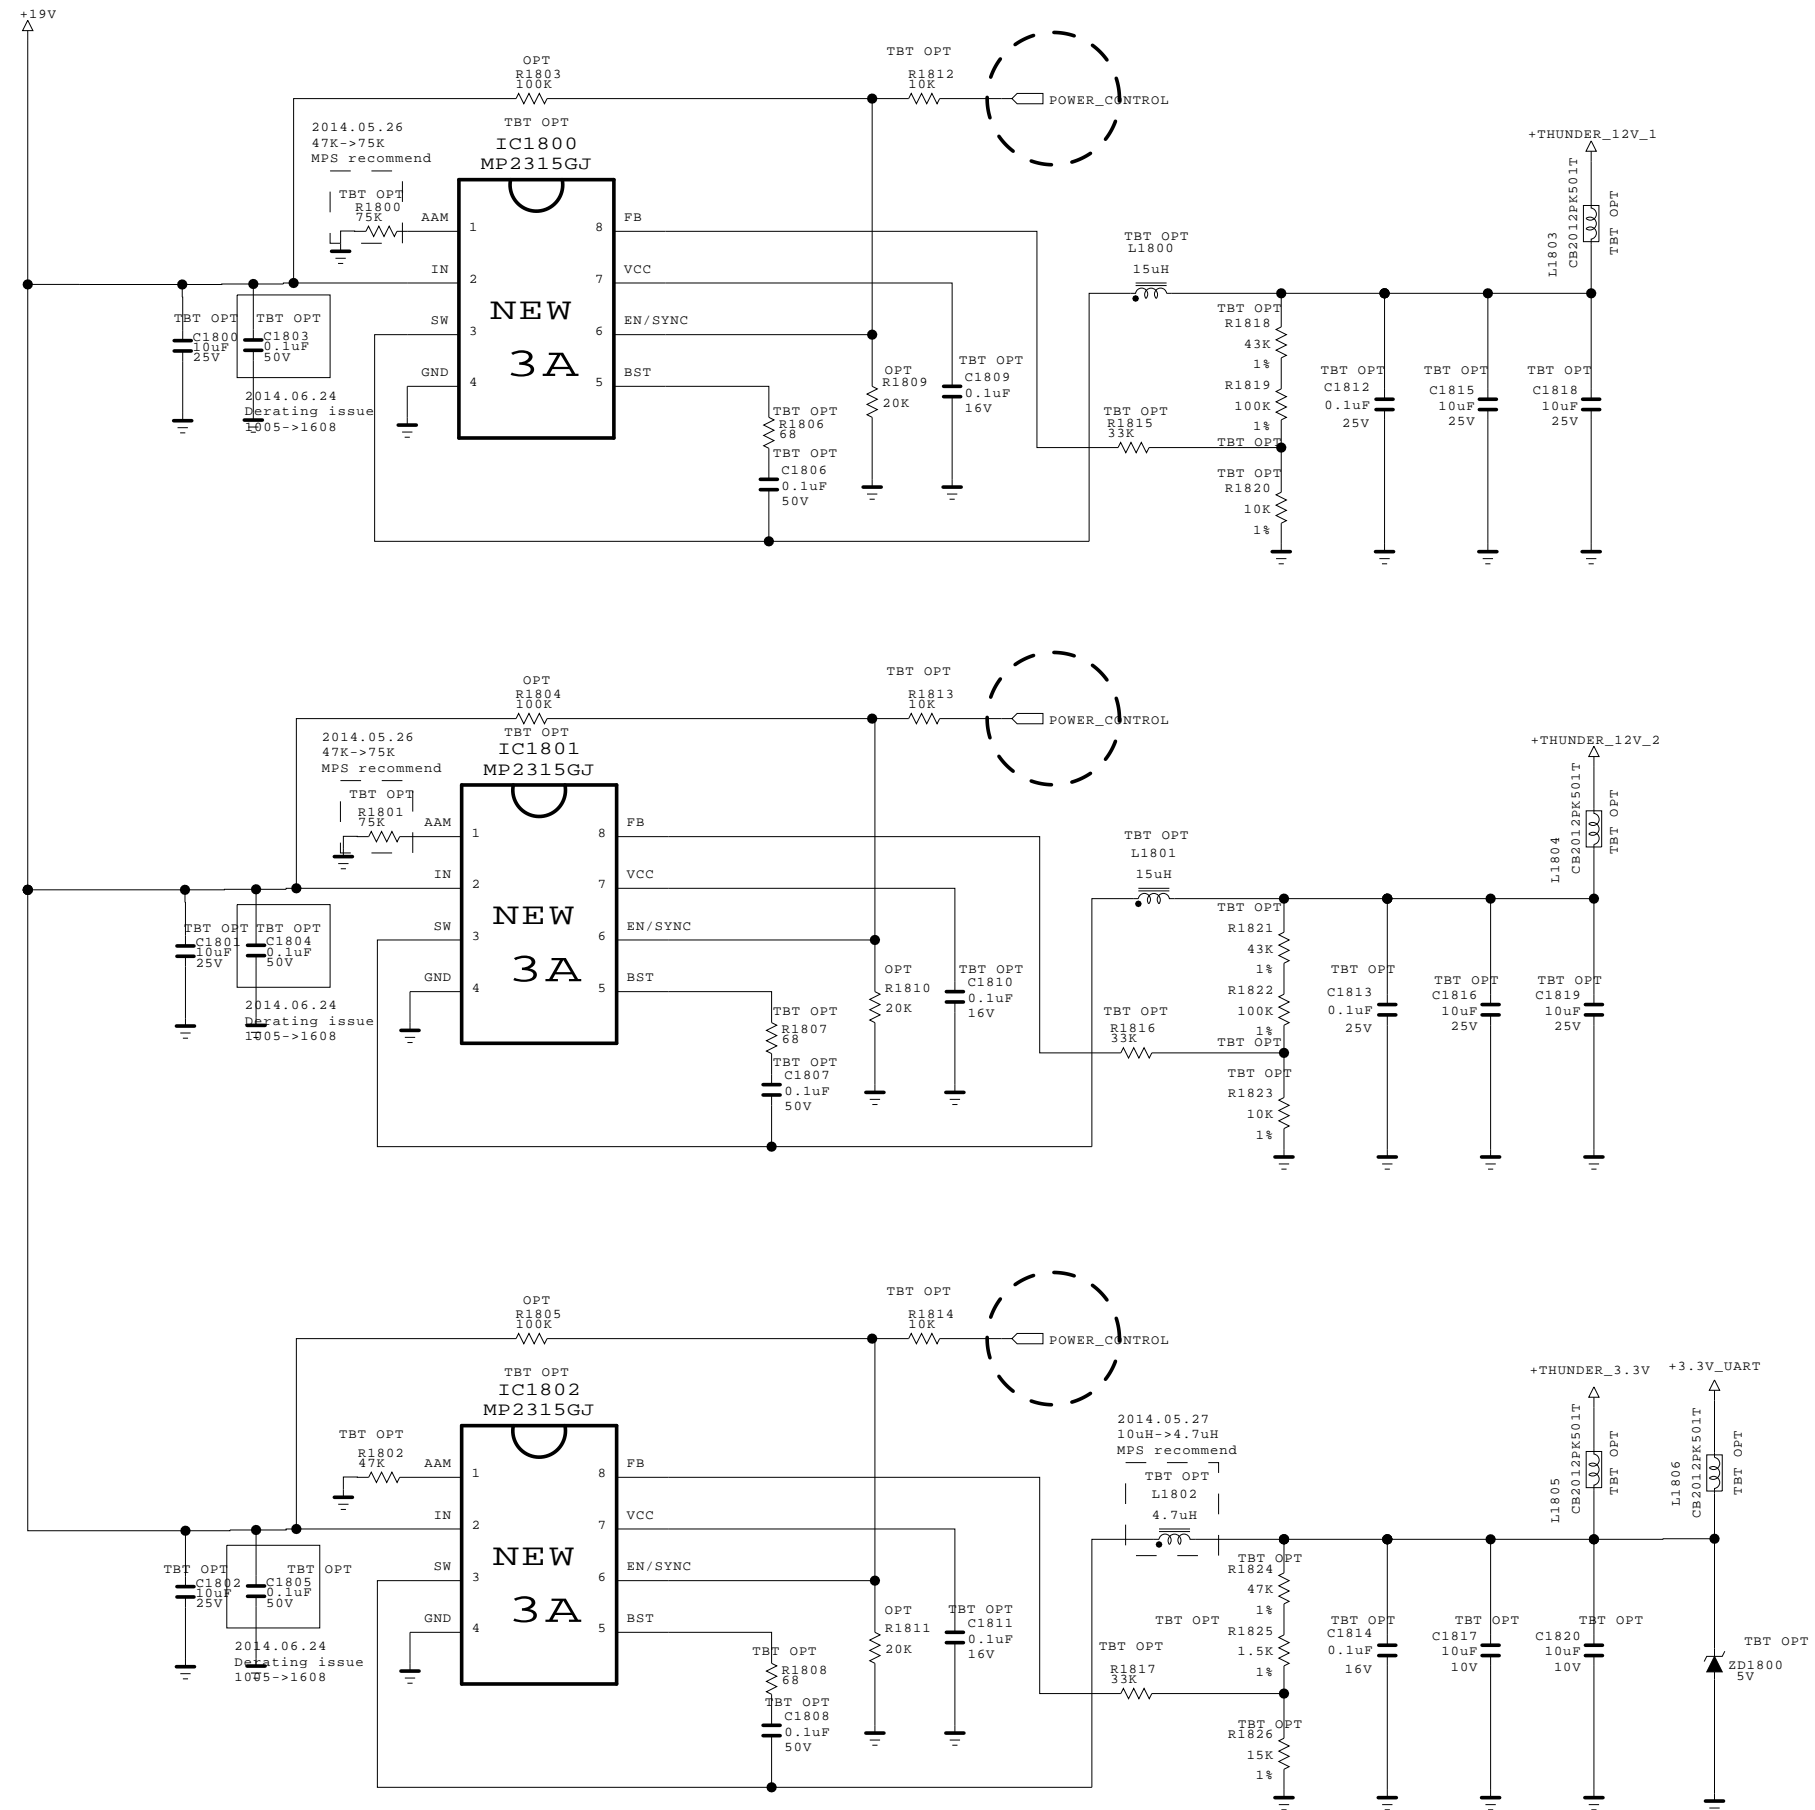 +19V
OPT
R1803
100K
TBT OPT
R1812
10K
POWER_CONTROL
2014.05.26
47K->75K
MPS recommend
TBT OPT
R1800
75K
TBT OPT
IC1800
MP2315GJ
AAM
1
IN
2
SW
3
GND
4
NEW
3A
8
FB
7
VCC
6
EN/SYNC
5
BST
TBT OPT
C1800
10uF
25V
TBT OPT
C1803
0.1uF
50V
2014.06.24
Derating issue
1005->1608
TBT OPT
R1806
68
TBT OPT
C1806
0.1uF
50V
OPT
R1809
20K
TBT OPT
C1809
0.1uF
16V
TBT OPT
L1800
15uH
TBT OPT
R1815
33K
TBT OPT
R1818
43K
1%
R1819
100K
1%
TBT OPT
TBT OPT
R1820
10K
1%
TBT OPT
C1812
0.1uF
25V
TBT OPT
C1815
10uF
25V
TBT OPT
C1818
10uF
25V
+THUNDER_12V_1
L1803
CB2012PK501T
TBT OPT
OPT
R1804
100K
TBT OPT
R1813
10K
POWER_CONTROL
2014.05.26
47K->75K
MPS recommend
TBT OPT
R1801
75K
TBT OPT
IC1801
MP2315GJ
AAM
1
IN
2
SW
3
GND
4
NEW
3A
8
FB
7
VCC
6
EN/SYNC
5
BST
TBT OPT
C1801
10uF
25V
TBT OPT
C1804
0.1uF
50V
2014.06.24
Derating issue
1005->1608
TBT OPT
R1807
68
TBT OPT
C1807
0.1uF
50V
OPT
R1810
20K
TBT OPT
C1810
0.1uF
16V
TBT OPT
L1801
15uH
TBT OPT
R1816
33K
TBT OPT
R1821
43K
1%
R1822
100K
1%
TBT OPT
TBT OPT
R1823
10K
1%
TBT OPT
C1813
0.1uF
25V
TBT OPT
C1816
10uF
25V
TBT OPT
C1819
10uF
25V
+THUNDER_12V_2
L1804
CB2012PK501T
TBT OPT
OPT
R1805
100K
TBT OPT
R1814
10K
POWER_CONTROL
TBT OPT
R1802
47K
TBT OPT
IC1802
MP2315GJ
AAM
1
IN
2
SW
3
GND
4
NEW
3A
8
FB
7
VCC
6
EN/SYNC
5
BST
TBT OPT
C1802
10uF
25V
TBT OPT
C1805
0.1uF
50V
2014.06.24
Derating issue
1005->1608
TBT OPT
R1808
68
TBT OPT
C1808
0.1uF
50V
OPT
R1811
20K
TBT OPT
C1811
0.1uF
16V
2014.05.27
10uH->4.7uH
MPS recommend
TBT OPT
L1802
4.7uH
TBT OPT
R1817
33K
TBT OPT
R1824
47K
1%
TBT OPT
R1825
1.5K
1%
TBT OPT
R1826
15K
1%
TBT OPT
C1814
0.1uF
16V
TBT OPT
C1817
10uF
10V
TBT OPT
C1820
10uF
10V
+THUNDER_3.3V
L1805
CB2012PK501T
TBT OPT
+3.3V_UART
L1806
CB2012PK501T
TBT OPT
TBT OPT
ZD1800
5V